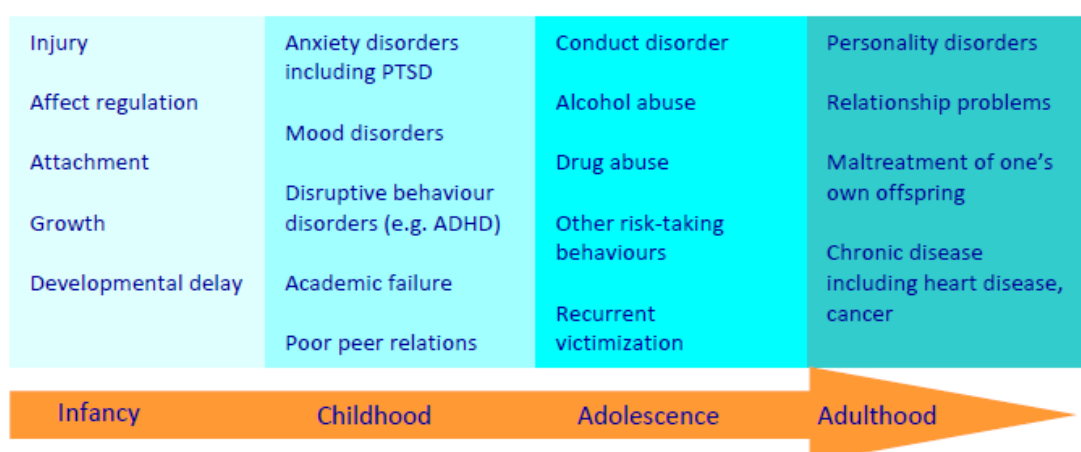 Injury
Affect regulation
Attachment
Growth
Developmental delay
Anxiety disorders
including PTSD
Mood disorders
Disruptive behaviour
disorders (e.g. ADHD)
Academic failure
Poor peer relations
Conduct disorder
Alcohol abuse
Drug abuse
Other risk-taking
behaviours
Recurrent
victimization
Personality disorders
Relationship problems
Maltreatment of one's
own offspring
Chronic disease
including heart disease,
cancer
Infancy
Childhood
Adolescence
Adulthood